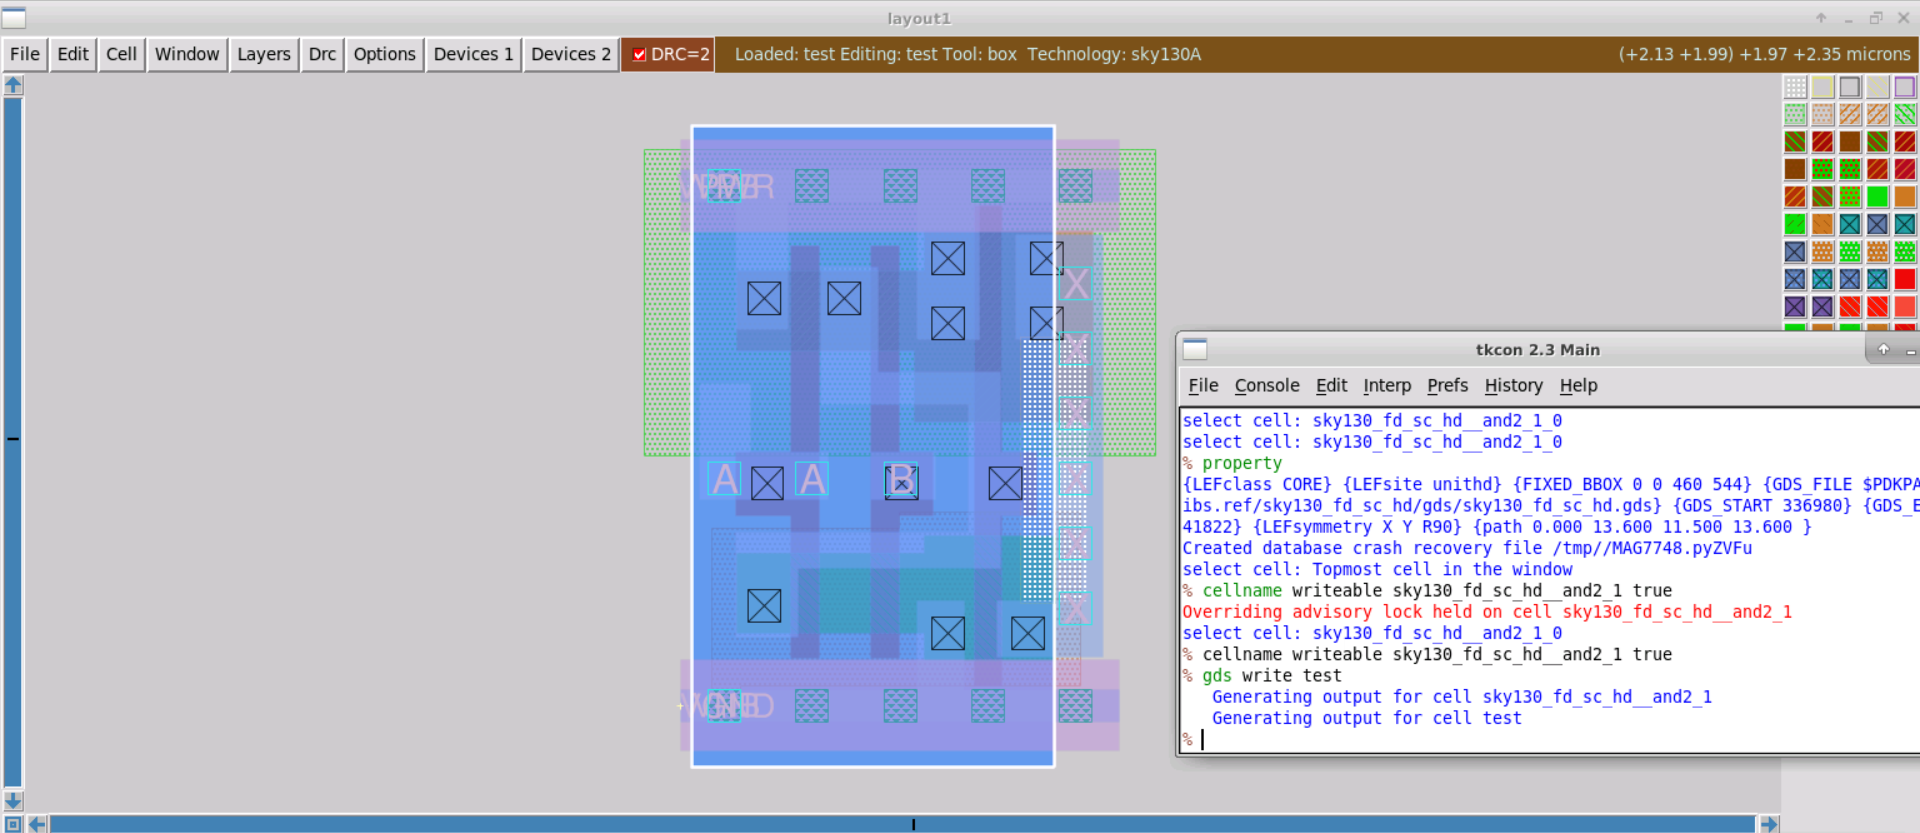 layout1
File Edit Cell Window Layers Drc Options Devices 1 Devices 2 DRC=2 Loaded: test Editing: test Tool: box Technology: sky130A (+2.13 +1.99) +1.97 +2.35 microns
X
X
X
A A B X
X
X
tkcon 2.3 Main
File Console Edit Interp Prefs History Help
select cell: sky130_fd_sc_hd__and2_1_0
select cell: sky130_fd_sc_hd__and2_1_0
% property
{LEFclass CORE} {LEFsite unithd} {FIXED_BBOX 0 0 460 544} {GDS_FILE $PDKPA
ibs.ref/sky130_fd_sc_hd/gds/sky130_fd_sc_hd.gds} {GDS_START 336980} {GDS_E
41822} {LEFsymmetry X Y R90} {path 0.000 13.600 11.500 13.600 }
Created database crash recovery file /tmp//MAG7748.pyZVFu
select cell: Topmost cell in the window
% cellname writeable sky130_fd_sc_hd__and2_1 true
Overriding advisory lock held on cell sky130_fd_sc_hd__and2_1
select cell: sky130_fd_sc_hd__and2_1_0
% cellname writeable sky130_fd_sc_hd__and2_1 true
% gds write test
Generating output for cell sky130_fd_sc_hd__and2_1
Generating output for cell test
%